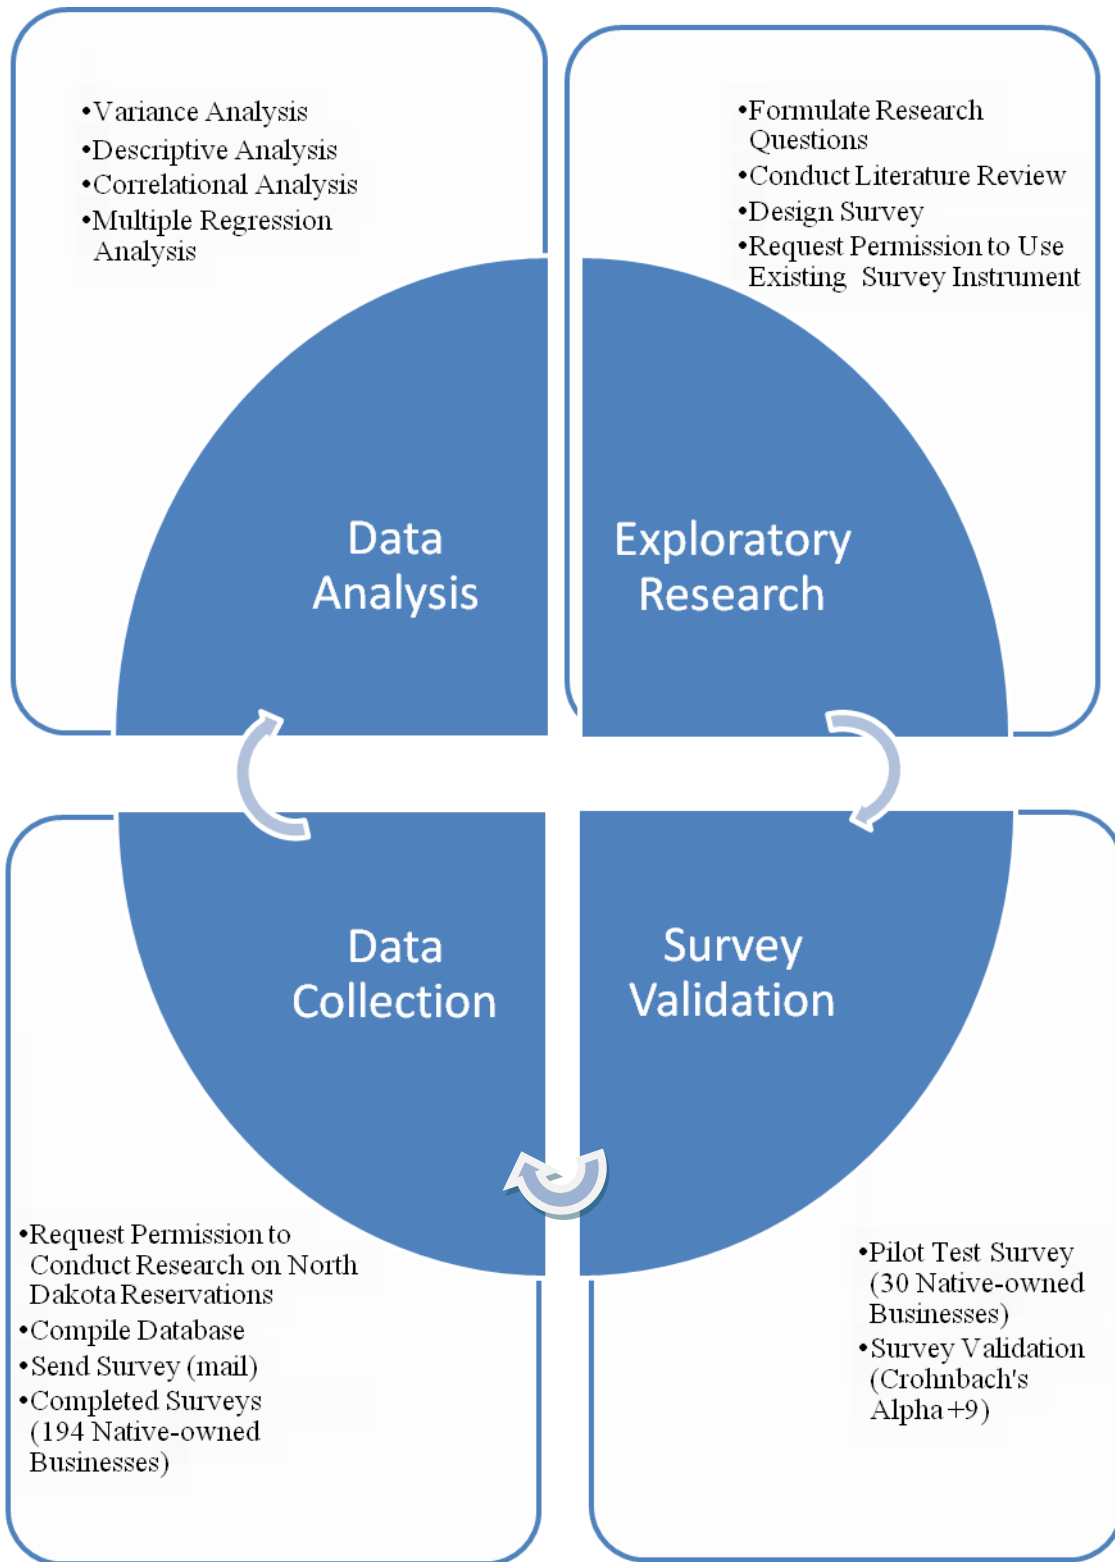 •Variance Analysis
•Descriptive Analysis
•Correlational Analysis
•Multiple Regression
Analysis
•Formulate Research
Questions
•Conduct Literature Review
•Design Survey
•Request Permission to Use
Existing Survey Instrument
Data
Analysis
Exploratory
Research
Data
Collection
Survey
Validation
•Request Permission to
Conduct Research on North
Dakota Reservations
•Compile Database
•Send Survey (mail)
•Completed Surveys
(194 Native-owned
Businesses)
•Pilot Test Survey
(30 Native-owned
Businesses)
•Survey Validation
(Crohnbach's
Alpha +9)